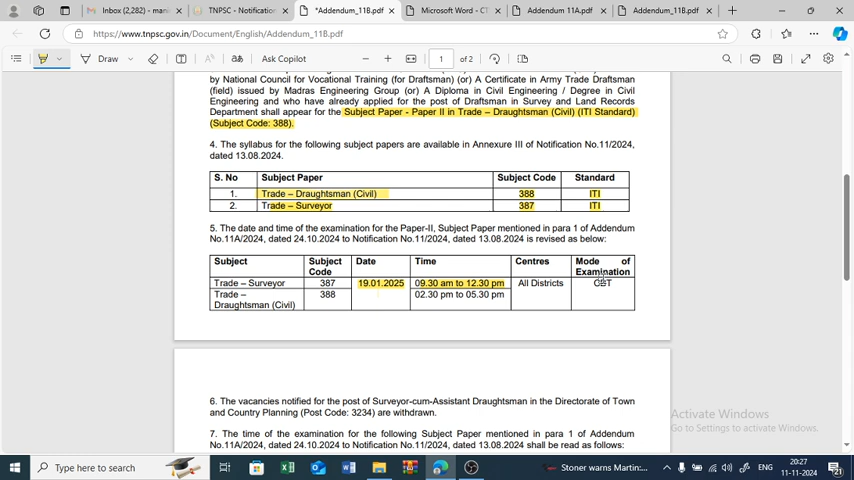 Inbox (2,282) - mani
TNPSC - Notification
*Addendum_11B.pdf
Microsoft Word - CT
Addendum 11A.pdf
Addendum_11B.pdf
https://www.tnpsc.gov.in/Document/English/Addendum_11B.pdf
Draw
Ask Copilot
1 of 2
by National Council for Vocational Training (for Draftsman) (or) A Certificate in Army Trade Draftsman
(field) issued by Madras Engineering Group (or) A Diploma in Civil Engineering / Degree in Civil
Engineering and who have already applied for the post of Draftsman in Survey and Land Records
Department shall appear for the Subject Paper - Paper II in Trade – Draughtsman (Civil) (ITI Standard)
(Subject Code: 388).
4. The syllabus for the following subject papers are available in Annexure III of Notification No.11/2024,
dated 13.08.2024.
S. No Subject Paper Subject Code Standard
1. Trade – Draughtsman (Civil) 388 ITI
2. Trade – Surveyor 387 ITI
5. The date and time of the examination for the Paper-II, Subject Paper mentioned in para 1 of Addendum
No.11A/2024, dated 24.10.2024 to Notification No.11/2024, dated 13.08.2024 is revised as below:
Subject Subject Date Time Centres Mode of
Code Examination
Trade – Surveyor 387 19.01.2025 09.30 am to 12.30 pm All Districts CBT
Trade – 388 02.30 pm to 05.30 pm
Draughtsman (Civil)
6. The vacancies notified for the post of Surveyor-cum-Assistant Draughtsman in the Directorate of Town
and Country Planning (Post Code: 3234) are withdrawn.
7. The time of the examination for the following Subject Paper mentioned in para 1 of Addendum
No.11A/2024, dated 24.10.2024 to Notification No.11/2024, dated 13.08.2024 shall be read as follows:
Activate Windows
Go to Settings to activate Windows.
Type here to search
Stoner warns Martin:...
ENG
20:27
11-11-2024
21